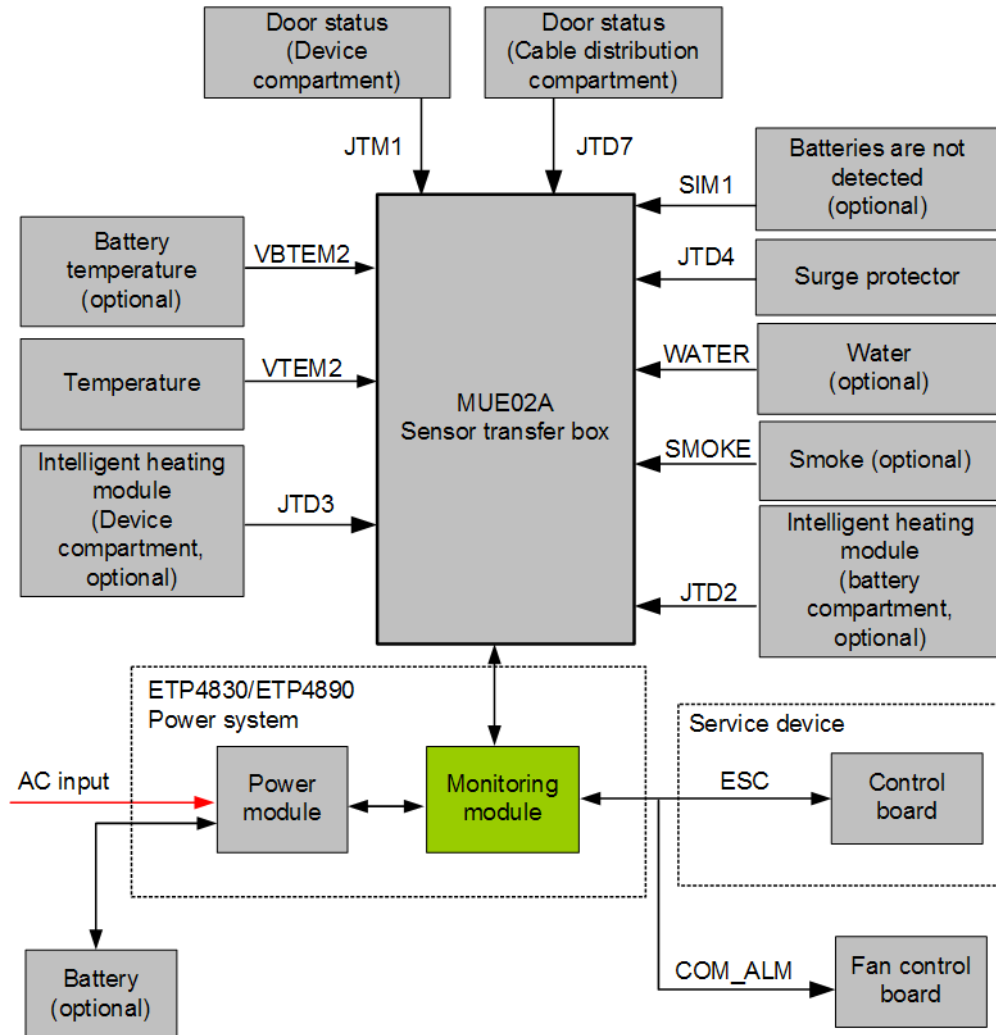 Door status
(Device
compartment)
Door status
(Cable distribution
compartment)
JTM1
JTD7
Batteries are not
detected
(optional)
SIM1
Battery
temperature
(optional)
VBTEM2
JTD4
Surge protector
Temperature
VTEM2
WATER
Water
(optional)
MUE02A
Sensor transfer box
SMOKE
Smoke (optional)
Intelligent heating
module
(Device
compartment,
optional)
JTD3
JTD2
Intelligent heating
module
(battery
compartment,
optional)
ETP4830/ETP4890
Power system
Service device
AC input
Power
module
Monitoring
module
ESC
Control
board
Battery
(optional)
COM_ALM
Fan control
board